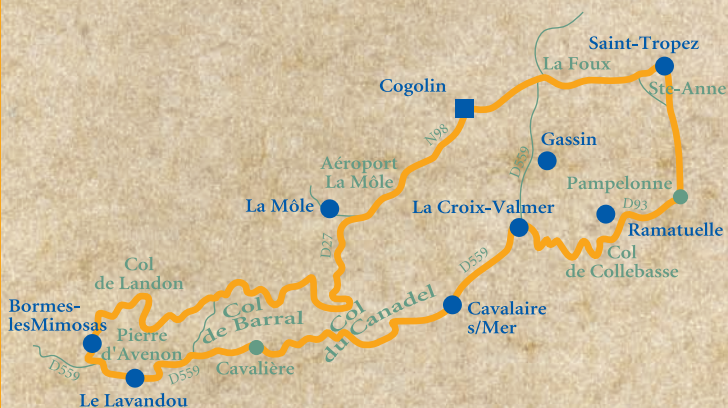 Saint-Tropez
La Foux
Ste-Anne
Cogolin
N98
D559
Gassin
Aéroport
La Môle
Pampelonne
La Môle
La Croix-Valmer
D93
Ramatuelle
D27
Col
de Collebasse
D559
Col
de Landon
Bormes-
lesMimosas
Col
de Barral
Col
du Canadel
Cavalaire
s/Mer
Pierre
d'Avenon
D559
D559
Cavalière
Le Lavandou